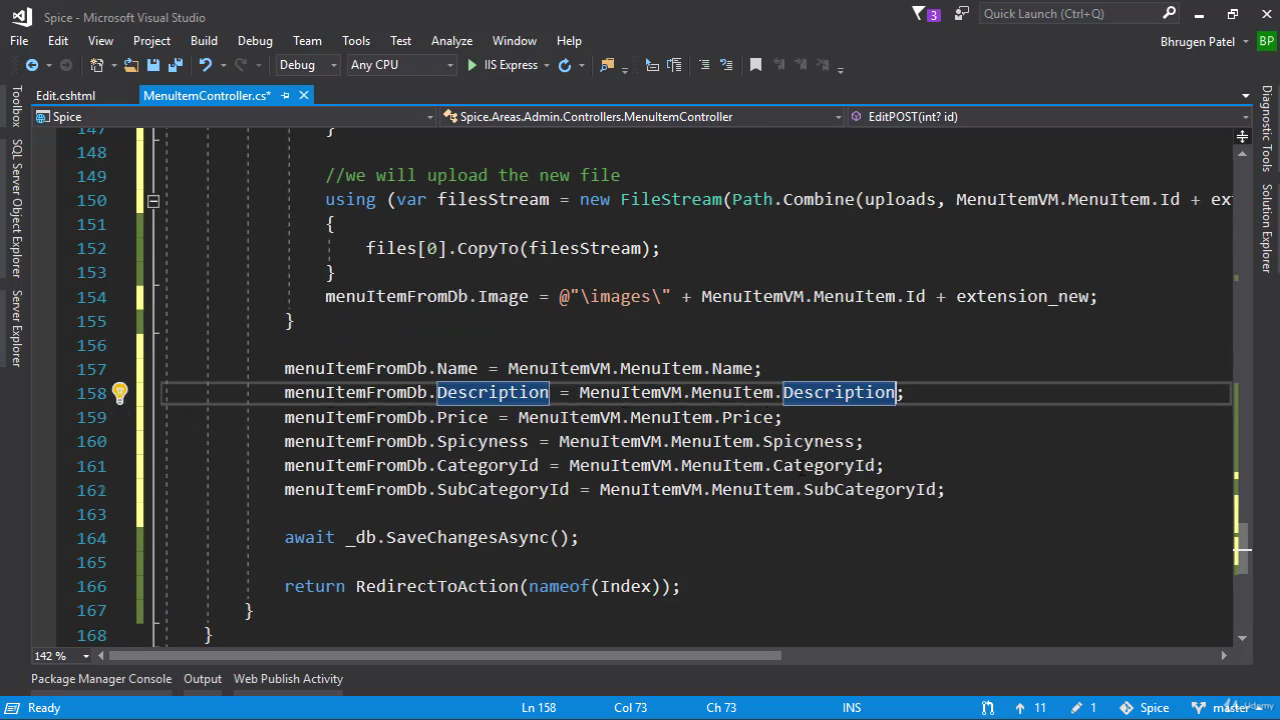 Spice - Microsoft Visual Studio
3
Quick Launch (Ctrl+Q)
File Edit View Project Build Debug Team Tools Test Analyze Window Help
Bhrugen Patel BP
Debug Any CPU IIS Express
Edit.cshtml MenuItemController.cs*
Spice Spice.Areas.Admin.Controllers.MenuItemController EditPOST(int? id)
Toolbox
SQL Server Object Explorer
Server Explorer
Diagnostic Tools
Solution Explorer
147 }
148
149 //we will upload the new file
150 using (var filesStream = new FileStream(Path.Combine(uploads, MenuItemVM.MenuItem.Id + ex
151 {
152 files[0].CopyTo(filesStream);
153 }
154 menuItemFromDb.Image = @"\images\" + MenuItemVM.MenuItem.Id + extension_new;
155 }
156
157 menuItemFromDb.Name = MenuItemVM.MenuItem.Name;
158 menuItemFromDb.Description = MenuItemVM.MenuItem.Description;
159 menuItemFromDb.Price = MenuItemVM.MenuItem.Price;
160 menuItemFromDb.Spicyness = MenuItemVM.MenuItem.Spicyness;
161 menuItemFromDb.CategoryId = MenuItemVM.MenuItem.CategoryId;
162 menuItemFromDb.SubCategoryId = MenuItemVM.MenuItem.SubCategoryId;
163
164 await _db.SaveChangesAsync();
165
166 return RedirectToAction(nameof(Index));
167 }
168 }
142 %
Package Manager Console Output Web Publish Activity
Ready Ln 158 Col 73 Ch 73 INS 11 1 Spice master
Udemy